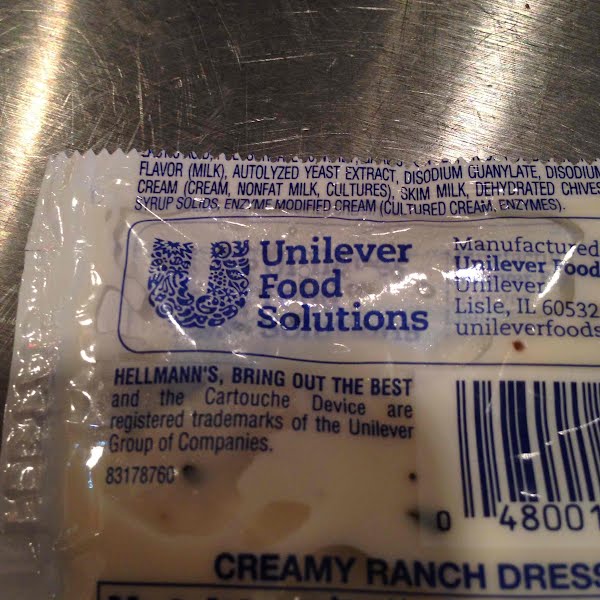 FLAVOR (MILK), AUTOLYZED YEAST EXTRACT, DISODIUM GUANYLATE, DISODIUM
CREAM (CREAM, NONFAT MILK, CULTURES), SKIM MILK, DEHYDRATED CHIVES
SYRUP SOLIDS, ENZYME MODIFIED CREAM (CULTURED CREAM, ENZYMES).
Unilever
Food
Solutions
Manufactured
Unilever Food
Unilever
Lisle, IL 60532
unileverfoods
HELLMANN'S, BRING OUT THE BEST
and the Cartouche Device are
registered trademarks of the Unilever
Group of Companies.
83178760
0 48001
CREAMY RANCH DRESS